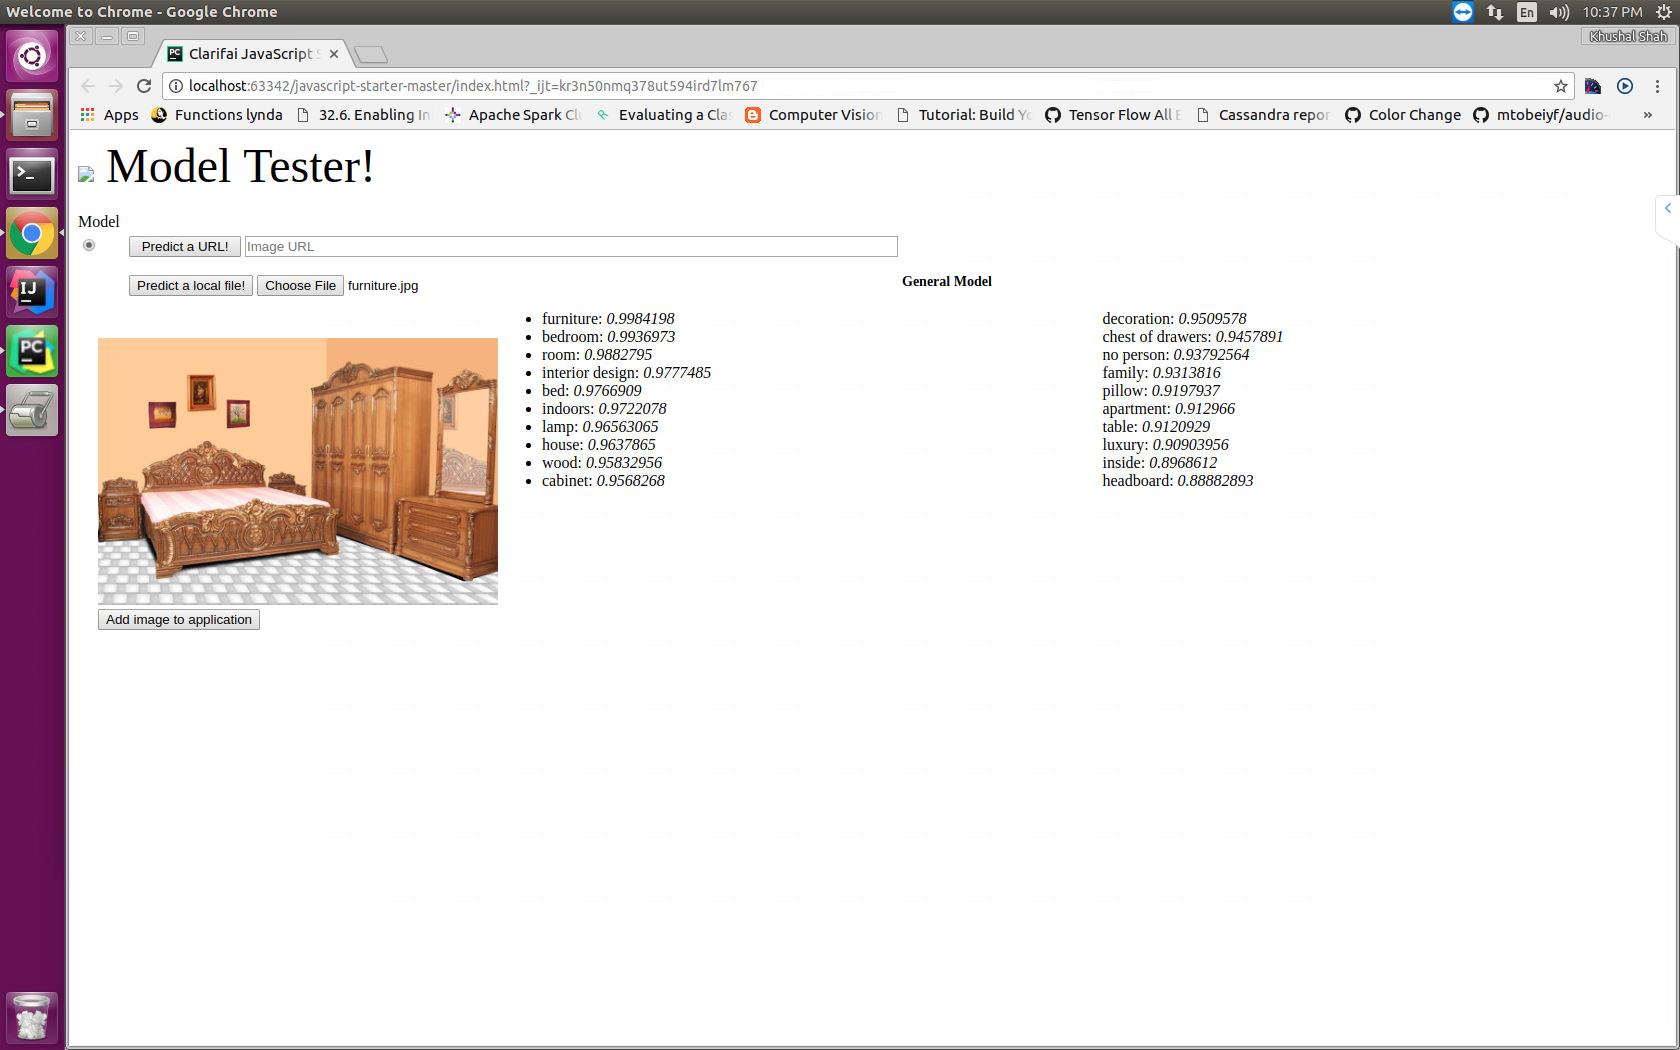 Welcome to Chrome - Google Chrome
En
10:37 PM
Khushal Shah
Clarifai JavaScript
localhost:63342/javascript-starter-master/index.html?_ijt=kr3n50nmq378ut594ird7lm767
Apps Functions lynda 32.6. Enabling In Apache Spark Cl Evaluating a Cla Computer Vision Tutorial: Build Yo Tensor Flow All E Cassandra repor Color Change mtobeiyf/audio- »
Model Tester!
Model
Predict a URL! Image URL
Predict a local file! Choose File furniture.jpg
General Model
furniture: 0.9984198
bedroom: 0.9936973
room: 0.9882795
interior design: 0.9777485
bed: 0.9766909
indoors: 0.9722078
lamp: 0.96563065
house: 0.9637865
wood: 0.95832956
cabinet: 0.9568268
decoration: 0.9509578
chest of drawers: 0.9457891
no person: 0.93792564
family: 0.9313816
pillow: 0.9197937
apartment: 0.912966
table: 0.9120929
luxury: 0.90903956
inside: 0.8968612
headboard: 0.88882893
Add image to application
IJ
PC